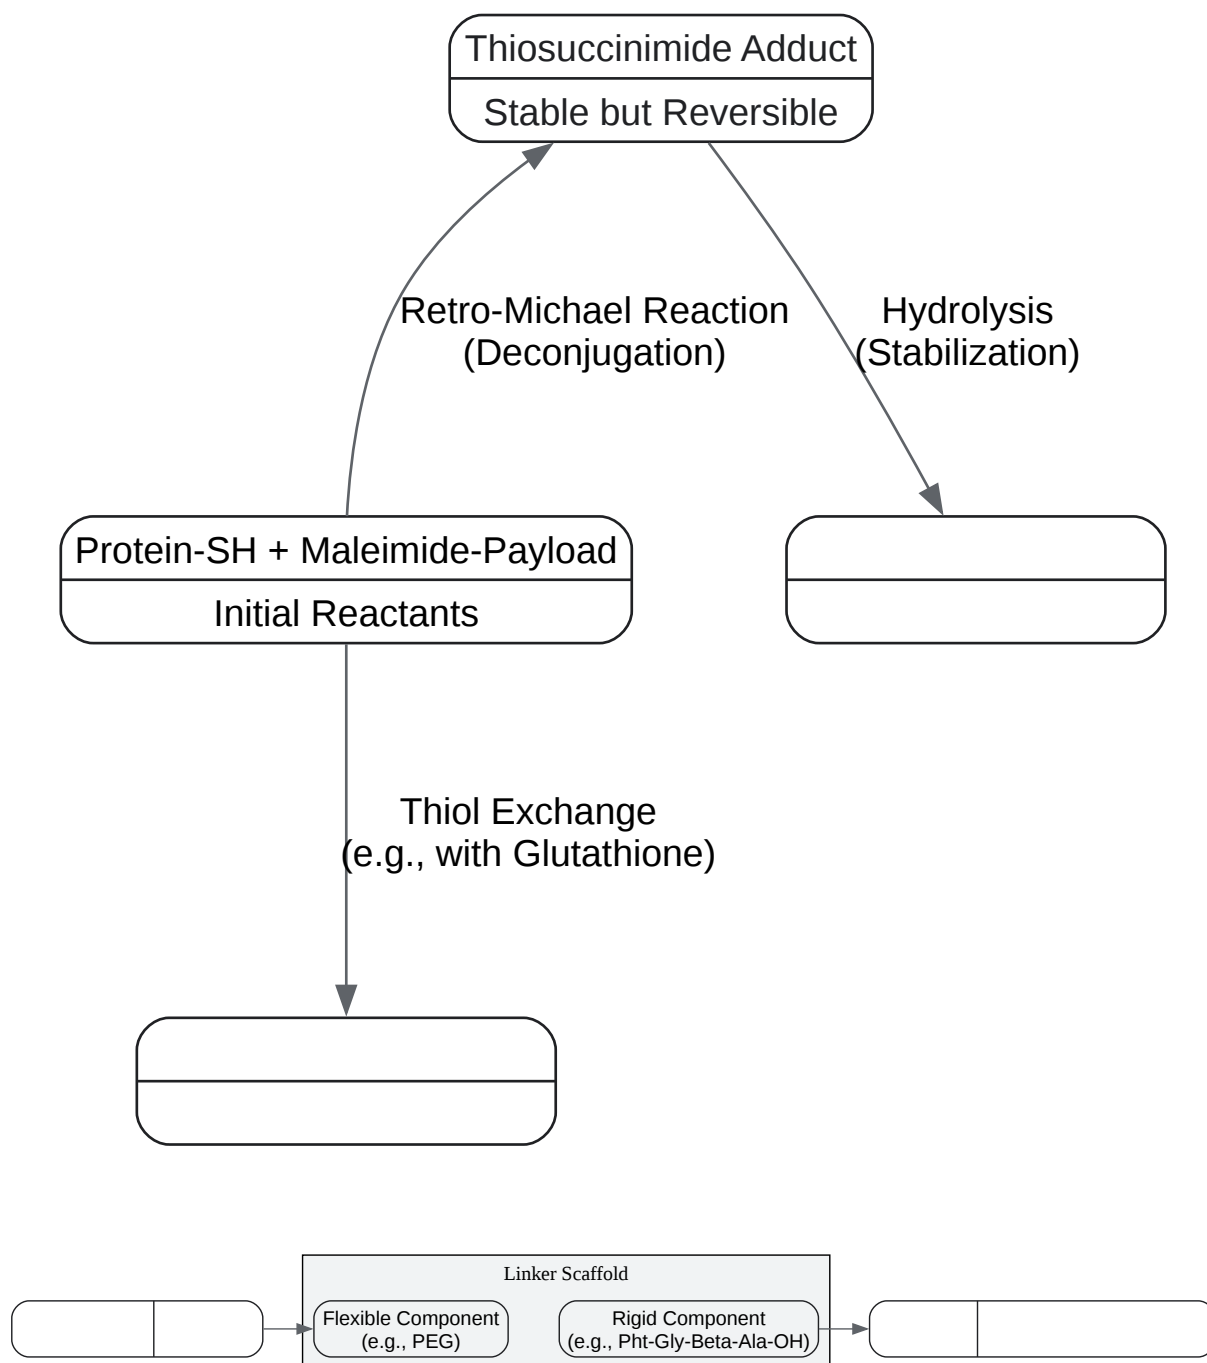 Thiosuccinimide Adduct
Stable but Reversible
Retro-Michael Reaction
(Deconjugation)
Hydrolysis
(Stabilization)
Protein-SH + Maleimide-Payload
Initial Reactants
Thiol Exchange
(e.g., with Glutathione)
Linker Scaffold
Flexible Component
(e.g., PEG)
Rigid Component
(e.g., Pht-Gly-Beta-Ala-OH)